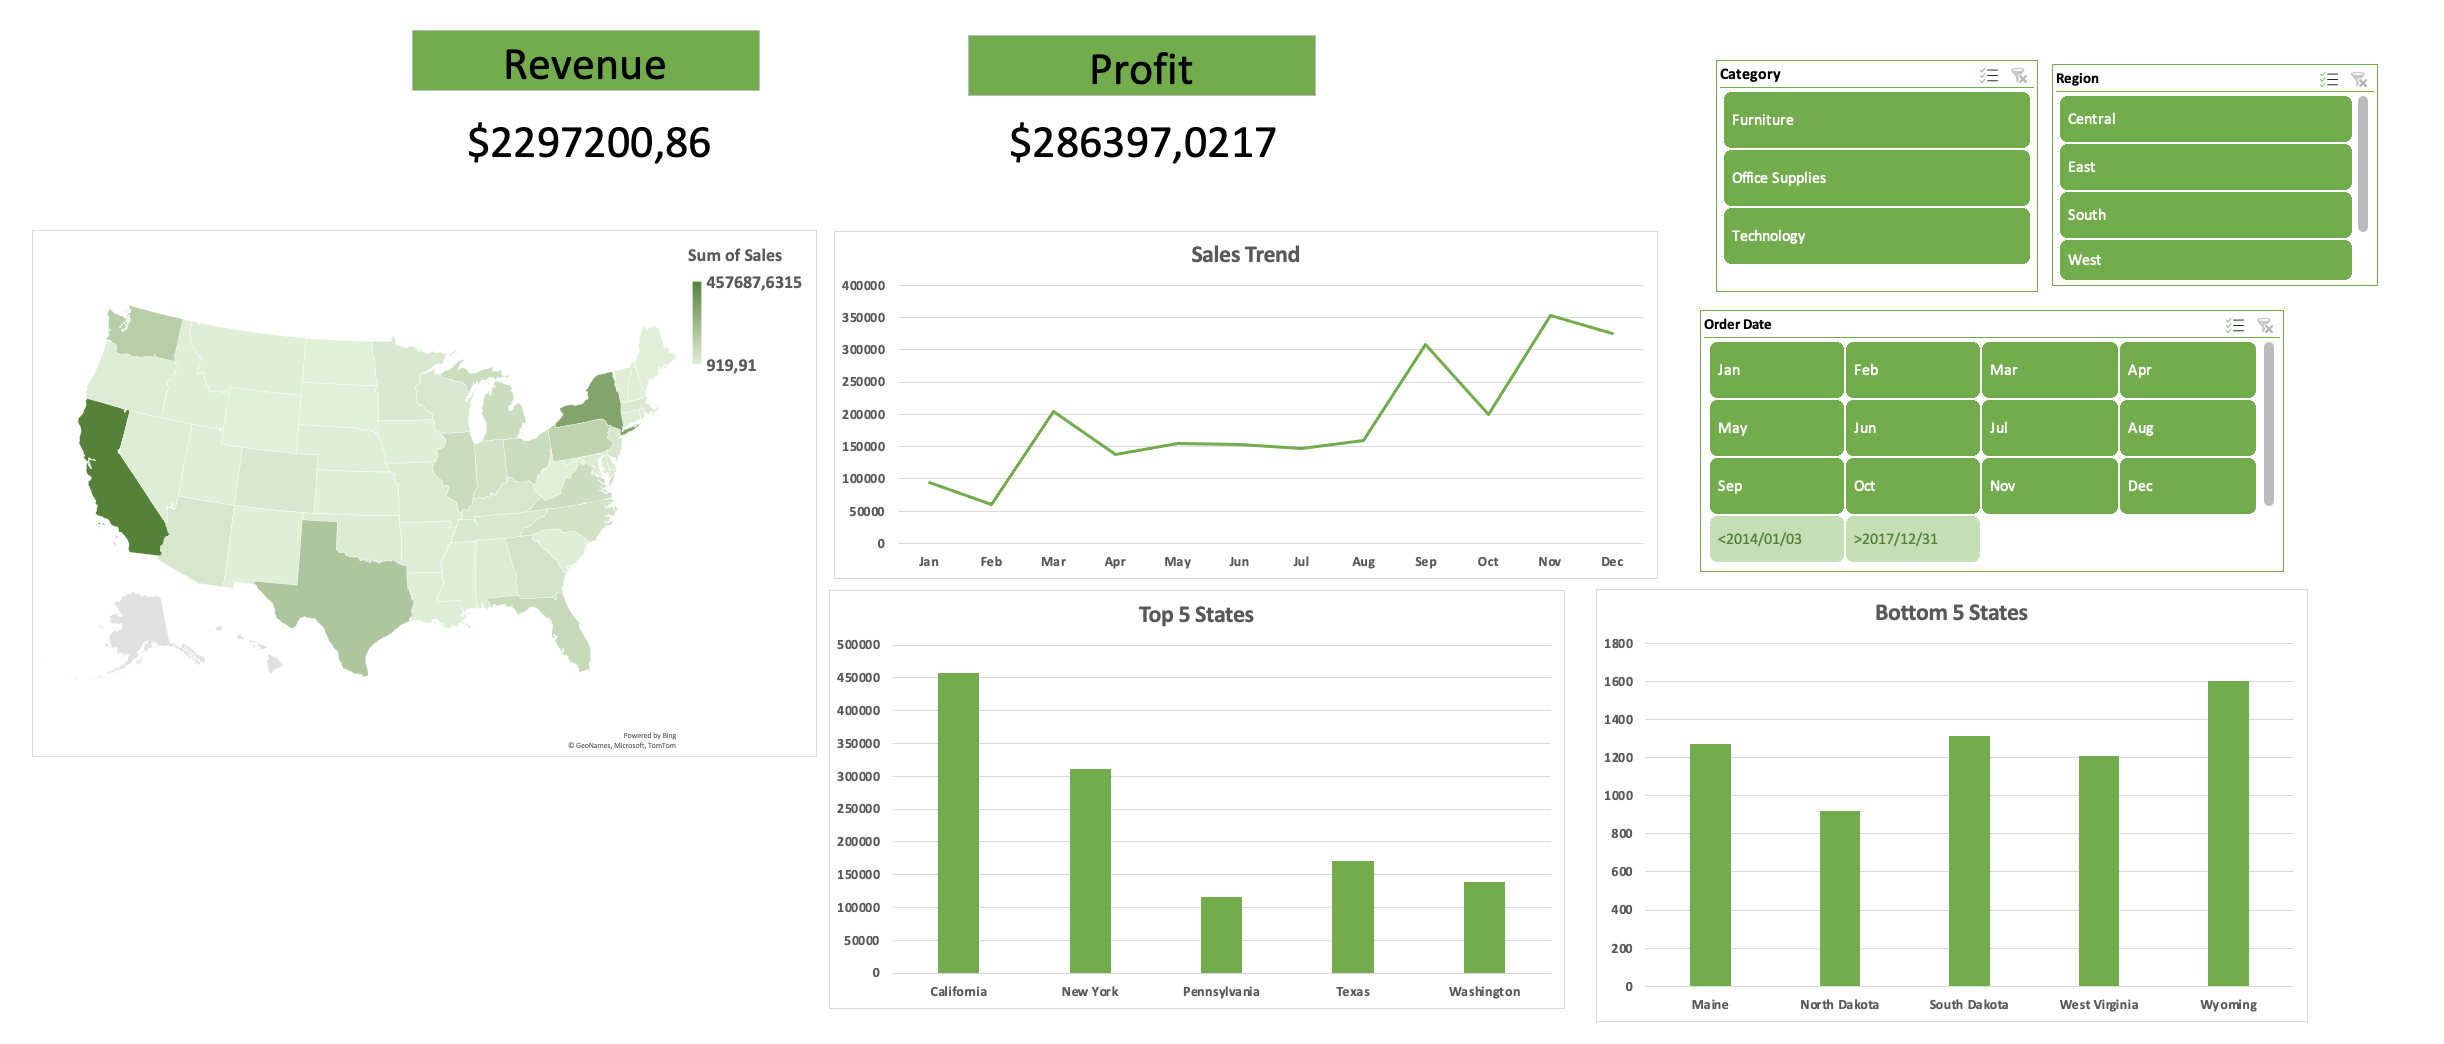 Revenue
$2297200,86
Profit
$286397,0217
Category
Furniture
Office Supplies
Technology
Region
Central
East
South
West
Order Date
Jan Feb Mar Apr
May Jun Jul Aug
Sep Oct Nov Dec
<2014/01/03 >2017/12/31
Sum of Sales
457687,6315
919,91
Powered by Bing
© GeoNames, Microsoft, TomTom
Sales Trend
400000
350000
300000
250000
200000
150000
100000
50000
0
Jan Feb Mar Apr May Jun Jul Aug Sep Oct Nov Dec
Top 5 States
500000
450000
400000
350000
300000
250000
200000
150000
100000
50000
0
California New York Pennsylvania Texas Washington
Bottom 5 States
1800
1600
1400
1200
1000
800
600
400
200
0
Maine North Dakota South Dakota West Virginia Wyoming